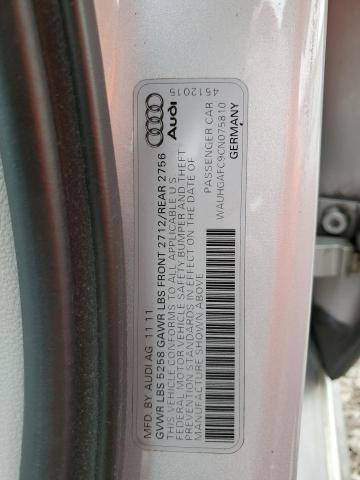 4512015
Audi
MFD. BY AUDI AG 11 11
GVWR LBS 5258 GAWR LBS FRONT 2712/REAR 2756
THIS VEHICLE CONFORMS TO ALL APPLICABLE U S
FEDERAL MOTOR VEHICLE SAFETY BUMPER AND THEFT
PREVENTION STANDARDS IN EFFECT ON THE DATE OF
MANUFACTURE SHOWN ABOVE
PASSENGER CAR
WAUHGAFC9CN075810
GERMANY